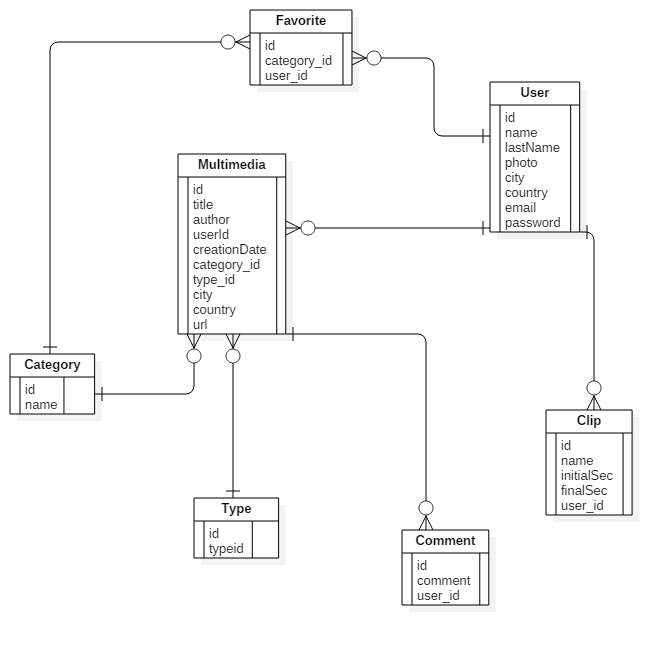 Favorite
id
category_id
user_id
User
id
name
lastName
photo
city
country
email
password
Multimedia
id
title
author
userId
creationDate
category_id
type_id
city
country
url
Category
id
name
Clip
id
name
initialSec
finalSec
user_id
Type
id
typeid
Comment
id
comment
user_id